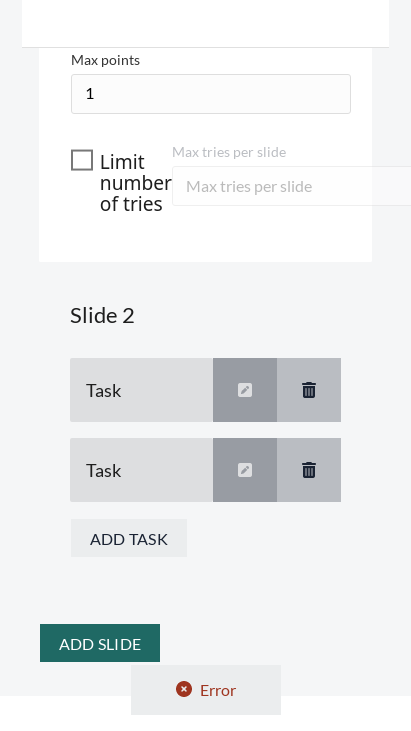 Max points
1
Limit
number
of tries
Max tries per slide
Max tries per slide
Slide 2
Task
Task
ADD TASK
ADD SLIDE
Error